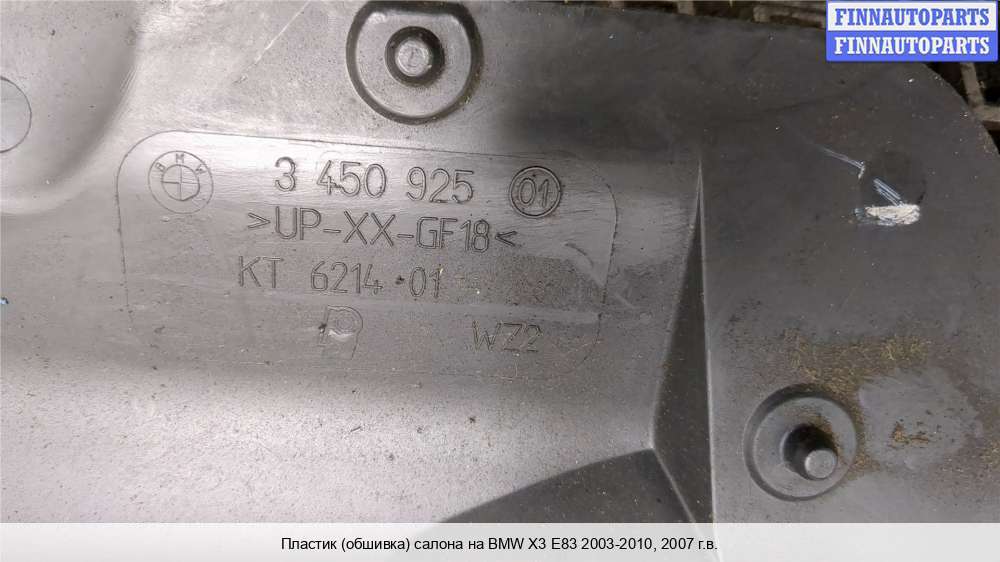 FINNAUTOPARTS
FINNAUTOPARTS
BMW
3 450 925 01
>UP-XX-GF18<
KT 6214 01
WZ2
Пластик (обшивка) салона на BMW X3 E83 2003-2010, 2007 г.в.